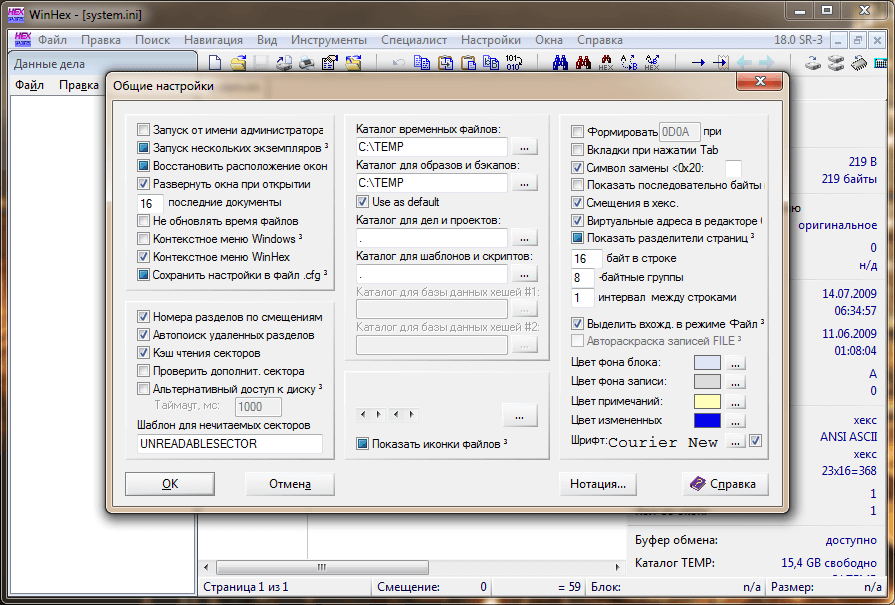 WinHex - [system.ini]
Файл Правка Поиск Навигация Вид Инструменты Специалист Настройки Окна Справка 18.0 SR-3
Данные дела
Файл Правка
Общие настройки
Запуск от имени администратора
Запуск нескольких экземпляров ³
Восстановить расположение окон
Развернуть окна при открытии
16 последние документы
Не обновлять время файлов
Контекстное меню Windows ³
Контекстное меню WinHex
Сохранить настройки в файл .cfg ³
Номера разделов по смещениям
Автопоиск удаленных разделов
Кэш чтения секторов
Проверить дополнит. сектора
Альтернативный доступ к диску ³
Таймаут, мс: 1000
Шаблон для нечитаемых секторов
UNREADABLESECTOR
Каталог временных файлов:
C:\TEMP ...
Каталог для образов и бэкапов:
C:\TEMP ...
Use as default
Каталог для дел и проектов:
. ...
Каталог для шаблонов и скриптов:
. ...
Каталог для базы данных хешей #1:
...
Каталог для базы данных хешей #2:
...
...
Показать иконки файлов ³
Формировать 0D0A при
Вкладки при нажатии Tab
Символ замены <0x20:
Показать последовательно байты
Смещения в хекс.
Виртуальные адреса в редакторе
Показать разделители страниц ³
16 байт в строке
8 -байтные группы
1 интервал между строками
Выделить вхожд. в режиме Файл ³
Автораскраска записей FILE ³
Цвет фона блока: ...
Цвет фона записи: ...
Цвет примечаний: ...
Цвет измененных ...
Шрифт: Courier New ...
OK Отмена Нотация... Справка
219 B
219 байты
ю
оригинальное
0
н/д
14.07.2009
06:34:57
11.06.2009
01:08:04
A
0
хекс
ANSI ASCII
хекс
23x16=368
1
1
Буфер обмена: доступно
Каталог TEMP: 15,4 GB свободно
Страница 1 из 1 Смещение: 0 = 59 Блок: n/a Размер: n/a